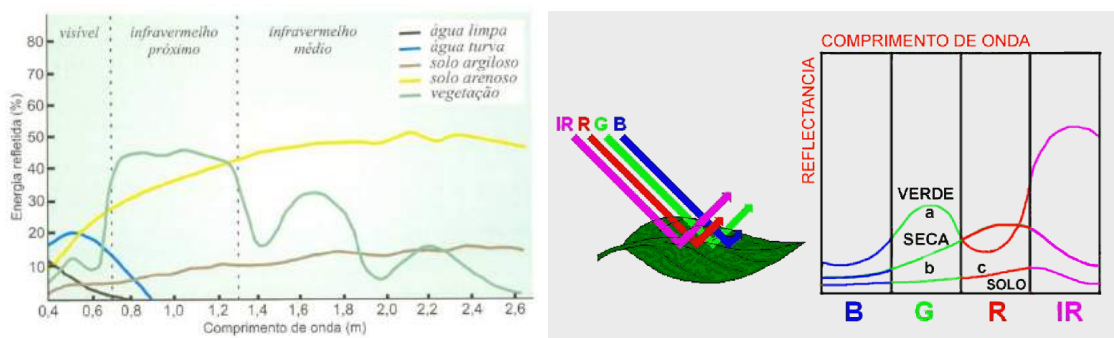 visível
infravermelho
próximo
infravermelho
médio
água limpa
água turva
solo argiloso
solo arenoso
vegetação
Energia refletida (%)
80
70
60
50
40
30
20
10
0,4 0,6 0,8 1,0 1,2 1,4 1,6 1,8 2,0 2,2 2,4 2,6
Comprimento de onda (m)
IR R G B
COMPRIMENTO DE ONDA
REFLECTANCIA
VERDE
a
SECA
b
c
SOLO
B G R IR